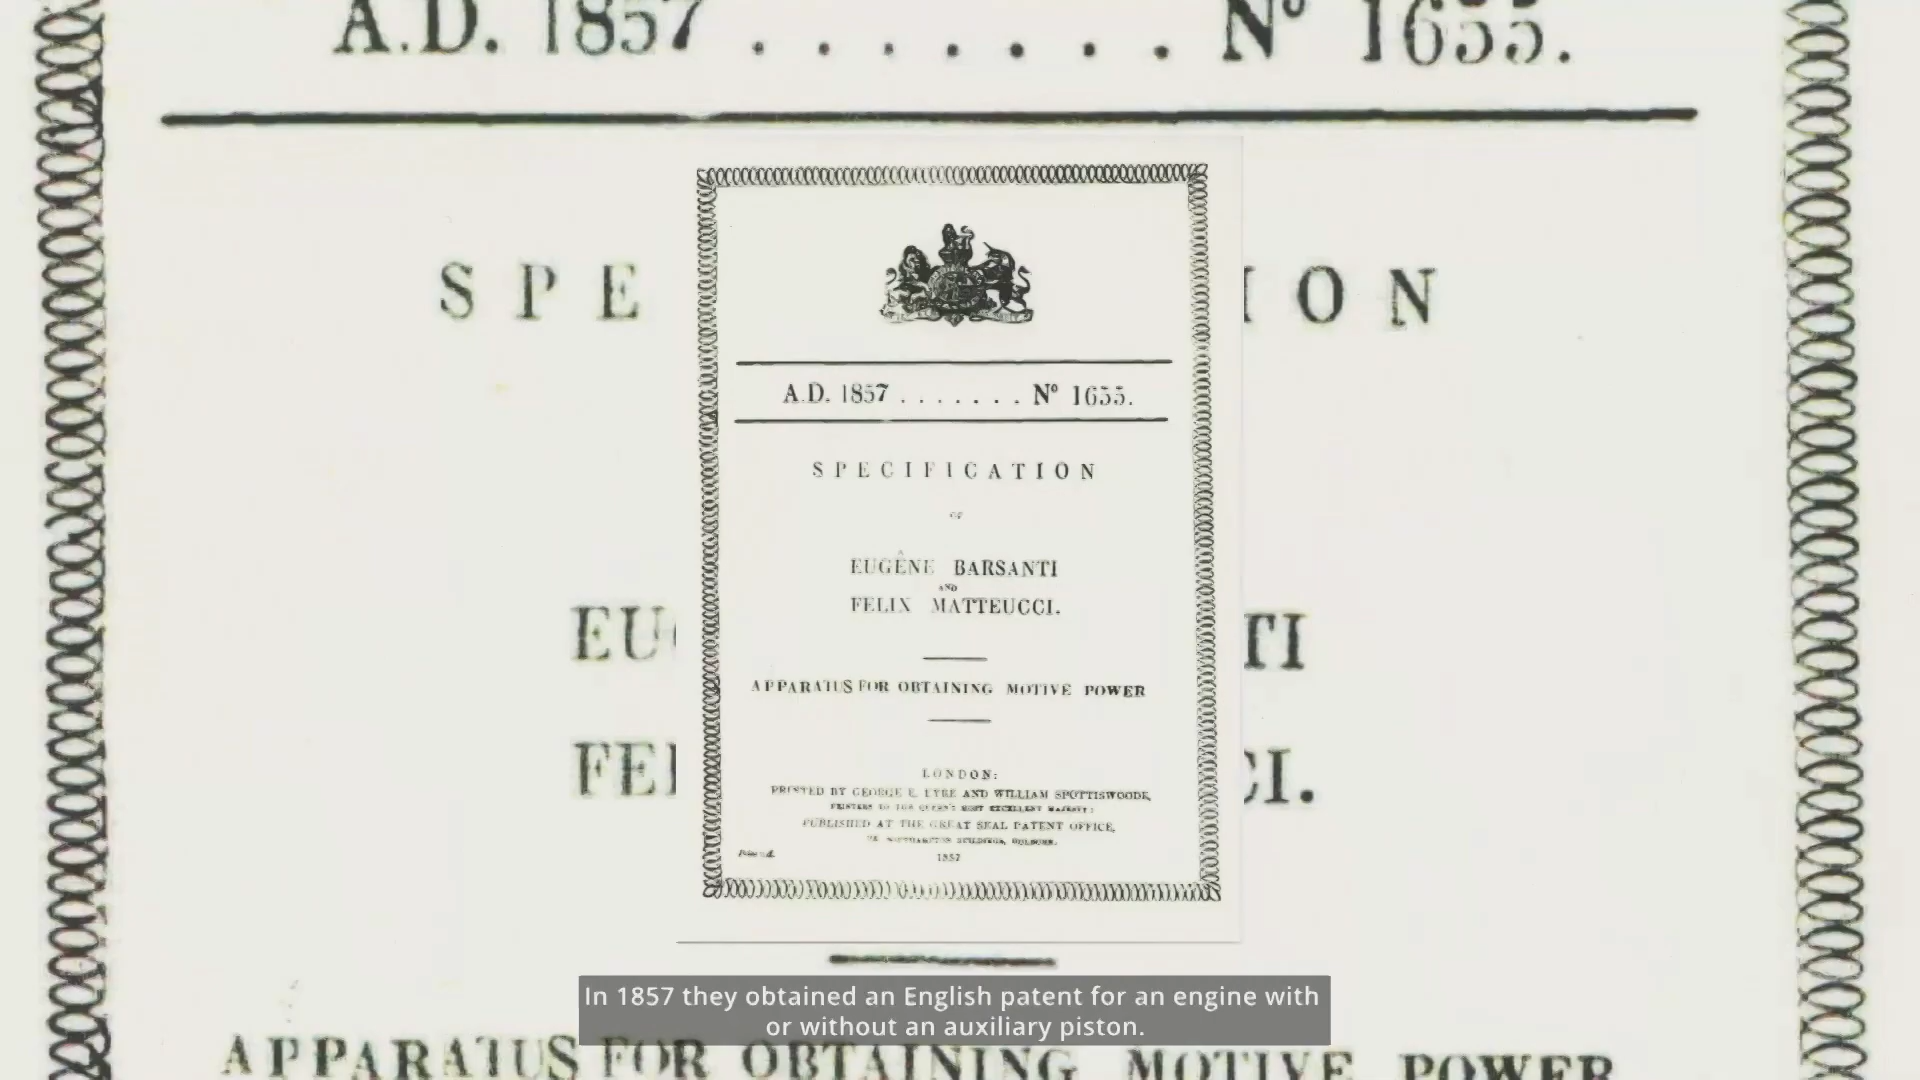 A.D. 1857 . . . . . . . Nº 1655.
SPE ION
EU TI
FE CI.
APPARATUS FOR OBTAINING MOTIVE POWER
A.D. 1857 . . . . . . . Nº 1655.
SPECIFICATION
OF
EUGÊNE BARSANTI
AND
FELIX MATTEUCCI.
APPARATUS FOR OBTAINING MOTIVE POWER
LONDON:
PRINTED BY GEORGE E. EYRE AND WILLIAM SPOTTISWOODE,
PRINTERS TO THE QUEEN'S MOST EXCELLENT MAJESTY:
PUBLISHED AT THE GREAT SEAL PATENT OFFICE,
SOUTHAMPTON BUILDINGS, HOLBORN.
1857
In 1857 they obtained an English patent for an engine with
or without an auxiliary piston.